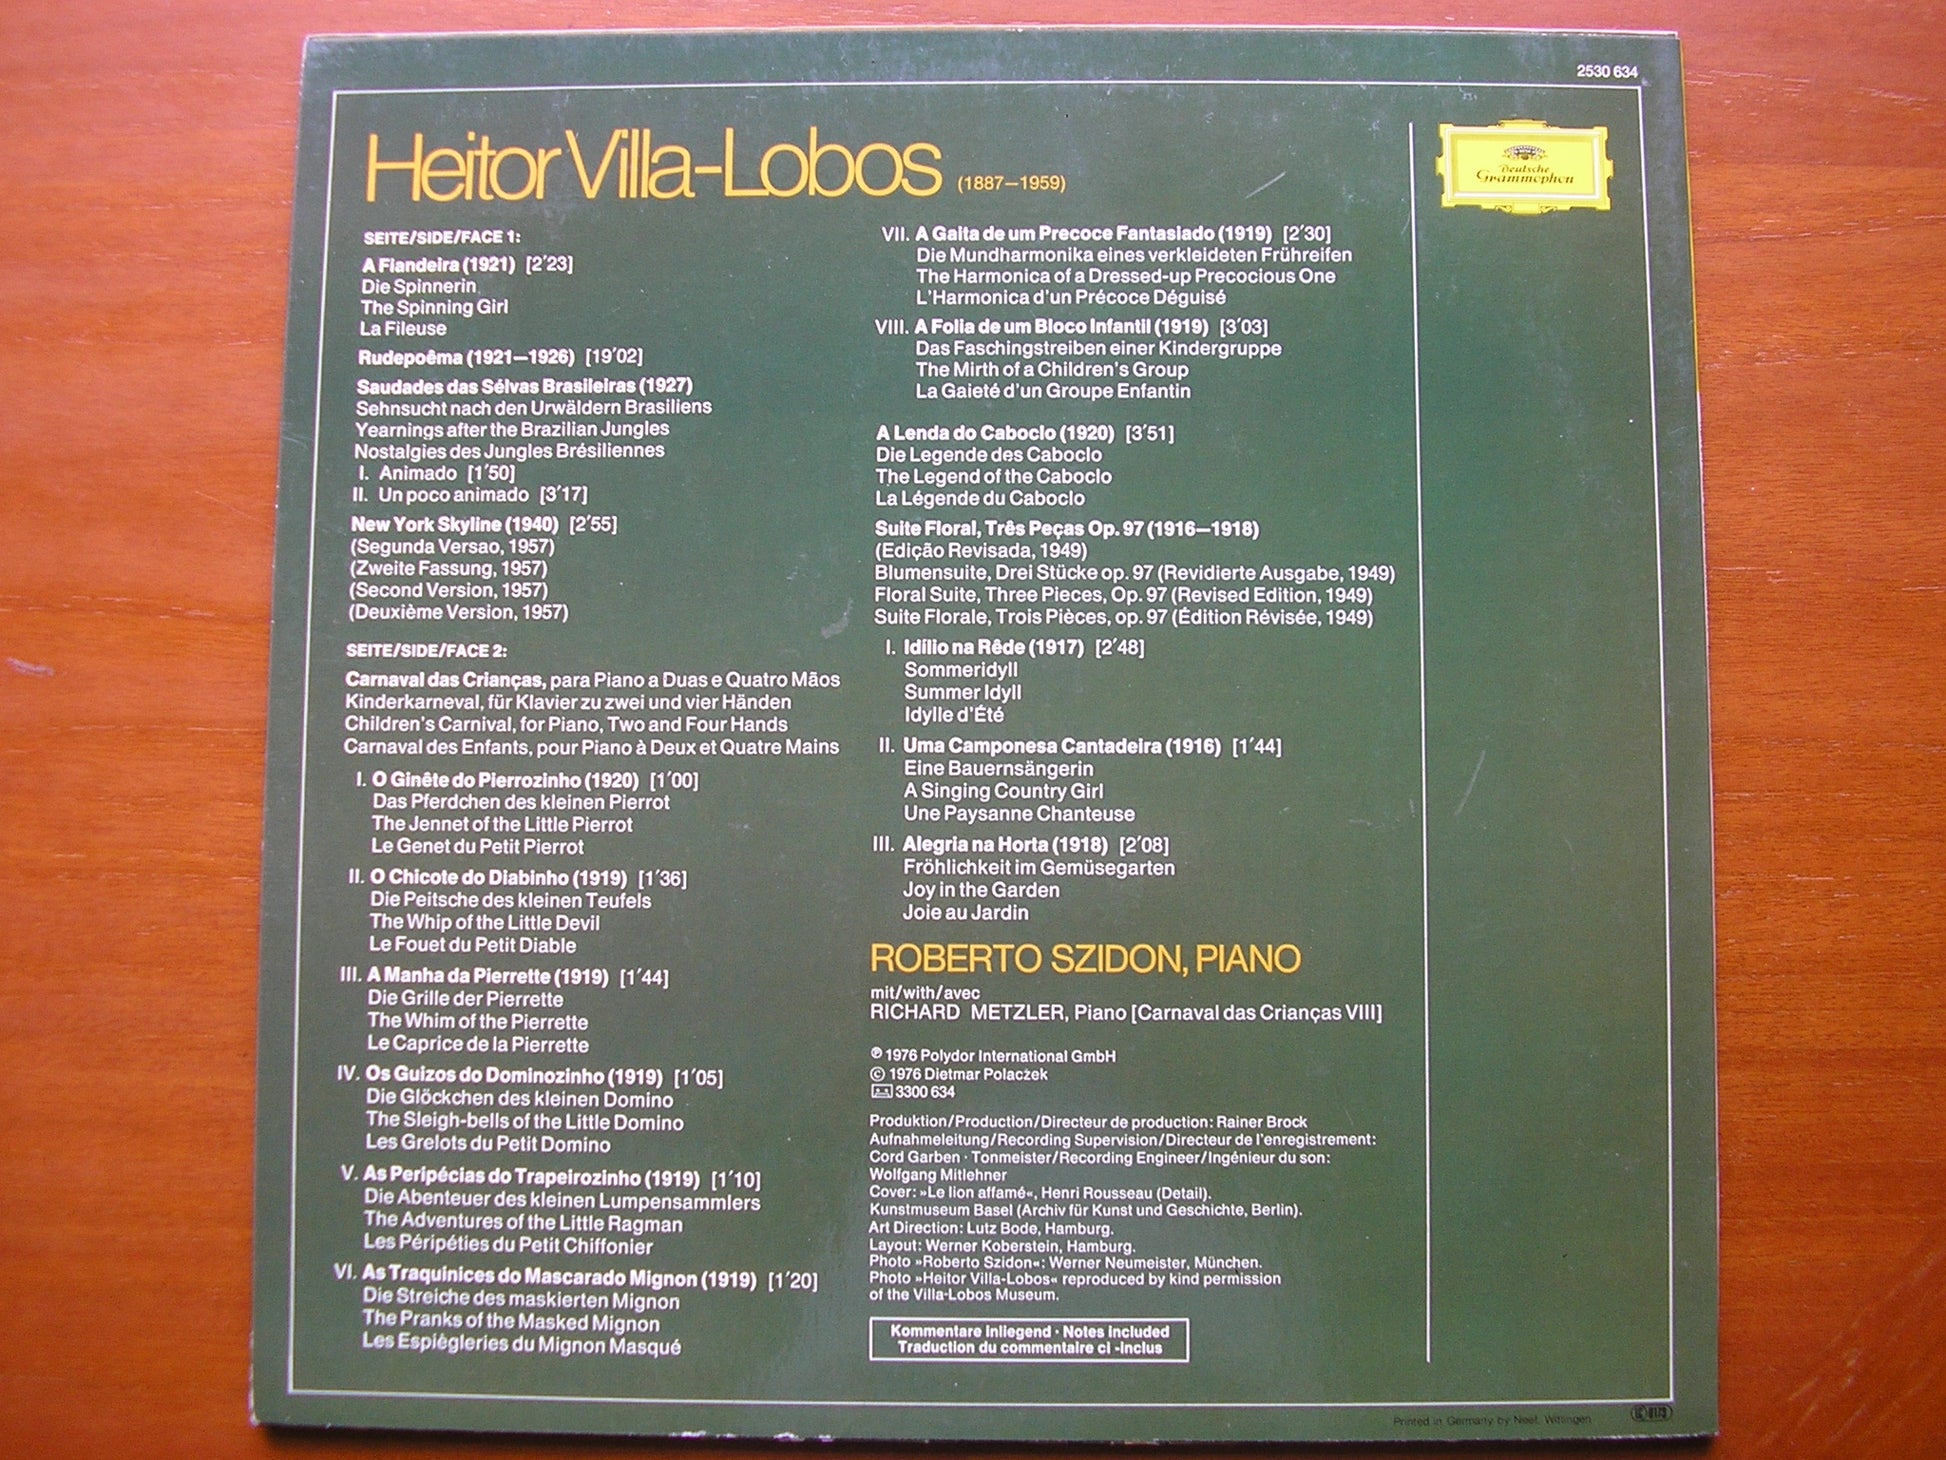 2530 634
Heitor Villa-Lobos (1887–1959)
Deutsche
Grammophon
SEITE/SIDE/FACE 1:
A Fiandeira (1921) [2′23]
Die Spinnerin
The Spinning Girl
La Fileuse
Rudepoêma (1921–1926) [19′02]
Saudades das Sélvas Brasileiras (1927)
Sehnsucht nach den Urwäldern Brasiliens
Yearnings after the Brazilian Jungles
Nostalgies des Jungles Brésiliennes
I. Animado [1′50]
II. Un poco animado [3′17]
New York Skyline (1940) [2′55]
(Segunda Versao, 1957)
(Zweite Fassung, 1957)
(Second Version, 1957)
(Deuxième Version, 1957)
SEITE/SIDE/FACE 2:
Carnaval das Crianças, para Piano a Duas e Quatro Mãos
Kinderkarneval, für Klavier zu zwei und vier Händen
Children's Carnival, for Piano, Two and Four Hands
Carnaval des Enfants, pour Piano à Deux et Quatre Mains
I. O Ginête do Pierrozinho (1920) [1′00]
Das Pferdchen des kleinen Pierrot
The Jennet of the Little Pierrot
Le Genet du Petit Pierrot
II. O Chicote do Diabinho (1919) [1′36]
Die Peitsche des kleinen Teufels
The Whip of the Little Devil
Le Fouet du Petit Diable
III. A Manha da Pierrette (1919) [1′44]
Die Grille der Pierrette
The Whim of the Pierrette
Le Caprice de la Pierrette
IV. Os Guizos do Dominozinho (1919) [1′05]
Die Glöckchen des kleinen Domino
The Sleigh-bells of the Little Domino
Les Grelots du Petit Domino
V. As Peripécias do Trapeirozinho (1919) [1′10]
Die Abenteuer des kleinen Lumpensammlers
The Adventures of the Little Ragman
Les Péripéties du Petit Chiffonier
VI. As Traquinices do Mascarado Mignon (1919) [1′20]
Die Streiche des maskierten Mignon
The Pranks of the Masked Mignon
Les Espiègleries du Mignon Masqué
VII. A Gaita de um Precoce Fantasiado (1919) [2′30]
Die Mundharmonika eines verkleideten Frühreifen
The Harmonica of a Dressed-up Precocious One
L'Harmonica d'un Précoce Déguisé
VIII. A Folia de um Bloco Infantil (1919) [3′03]
Das Faschingstreiben einer Kindergruppe
The Mirth of a Children's Group
La Gaieté d'un Groupe Enfantin
A Lenda do Caboclo (1920) [3′51]
Die Legende des Caboclo
The Legend of the Caboclo
La Légende du Caboclo
Suite Floral, Três Peças Op. 97 (1916–1918)
(Edição Revisada, 1949)
Blumensuite, Drei Stücke op. 97 (Revidierte Ausgabe, 1949)
Floral Suite, Three Pieces, Op. 97 (Revised Edition, 1949)
Suite Florale, Trois Pièces, op. 97 (Édition Révisée, 1949)
I. Idílio na Rêde (1917) [2′48]
Sommeridyll
Summer Idyll
Idylle d'Été
II. Uma Camponesa Cantadeira (1916) [1′44]
Eine Bauernsängerin
A Singing Country Girl
Une Paysanne Chanteuse
III. Alegria na Horta (1918) [2′08]
Fröhlichkeit im Gemüsegarten
Joy in the Garden
Joie au Jardin
ROBERTO SZIDON, PIANO
mit/with/avec
RICHARD METZLER, Piano [Carnaval das Crianças VIII]
℗ 1976 Polydor International GmbH
© 1976 Dietmar Polaczek
3300 634
Produktion/Production/Directeur de production: Rainer Brock
Aufnahmeleitung/Recording Supervision/Directeur de l'enregistrement:
Cord Garben · Tonmeister/Recording Engineer/Ingénieur du son:
Wolfgang Mitlehner
Cover: »Le lion affamé«, Henri Rousseau (Detail).
Kunstmuseum Basel (Archiv für Kunst und Geschichte, Berlin).
Art Direction: Lutz Bode, Hamburg.
Layout: Werner Koberstein, Hamburg.
Photo »Roberto Szidon«: Werner Neumeister, München.
Photo »Heitor Villa-Lobos« reproduced by kind permission
of the Villa-Lobos Museum.
Kommentare inliegend · Notes included
Traduction du commentaire ci -inclus
Printed in Germany by Neef, Wittingen